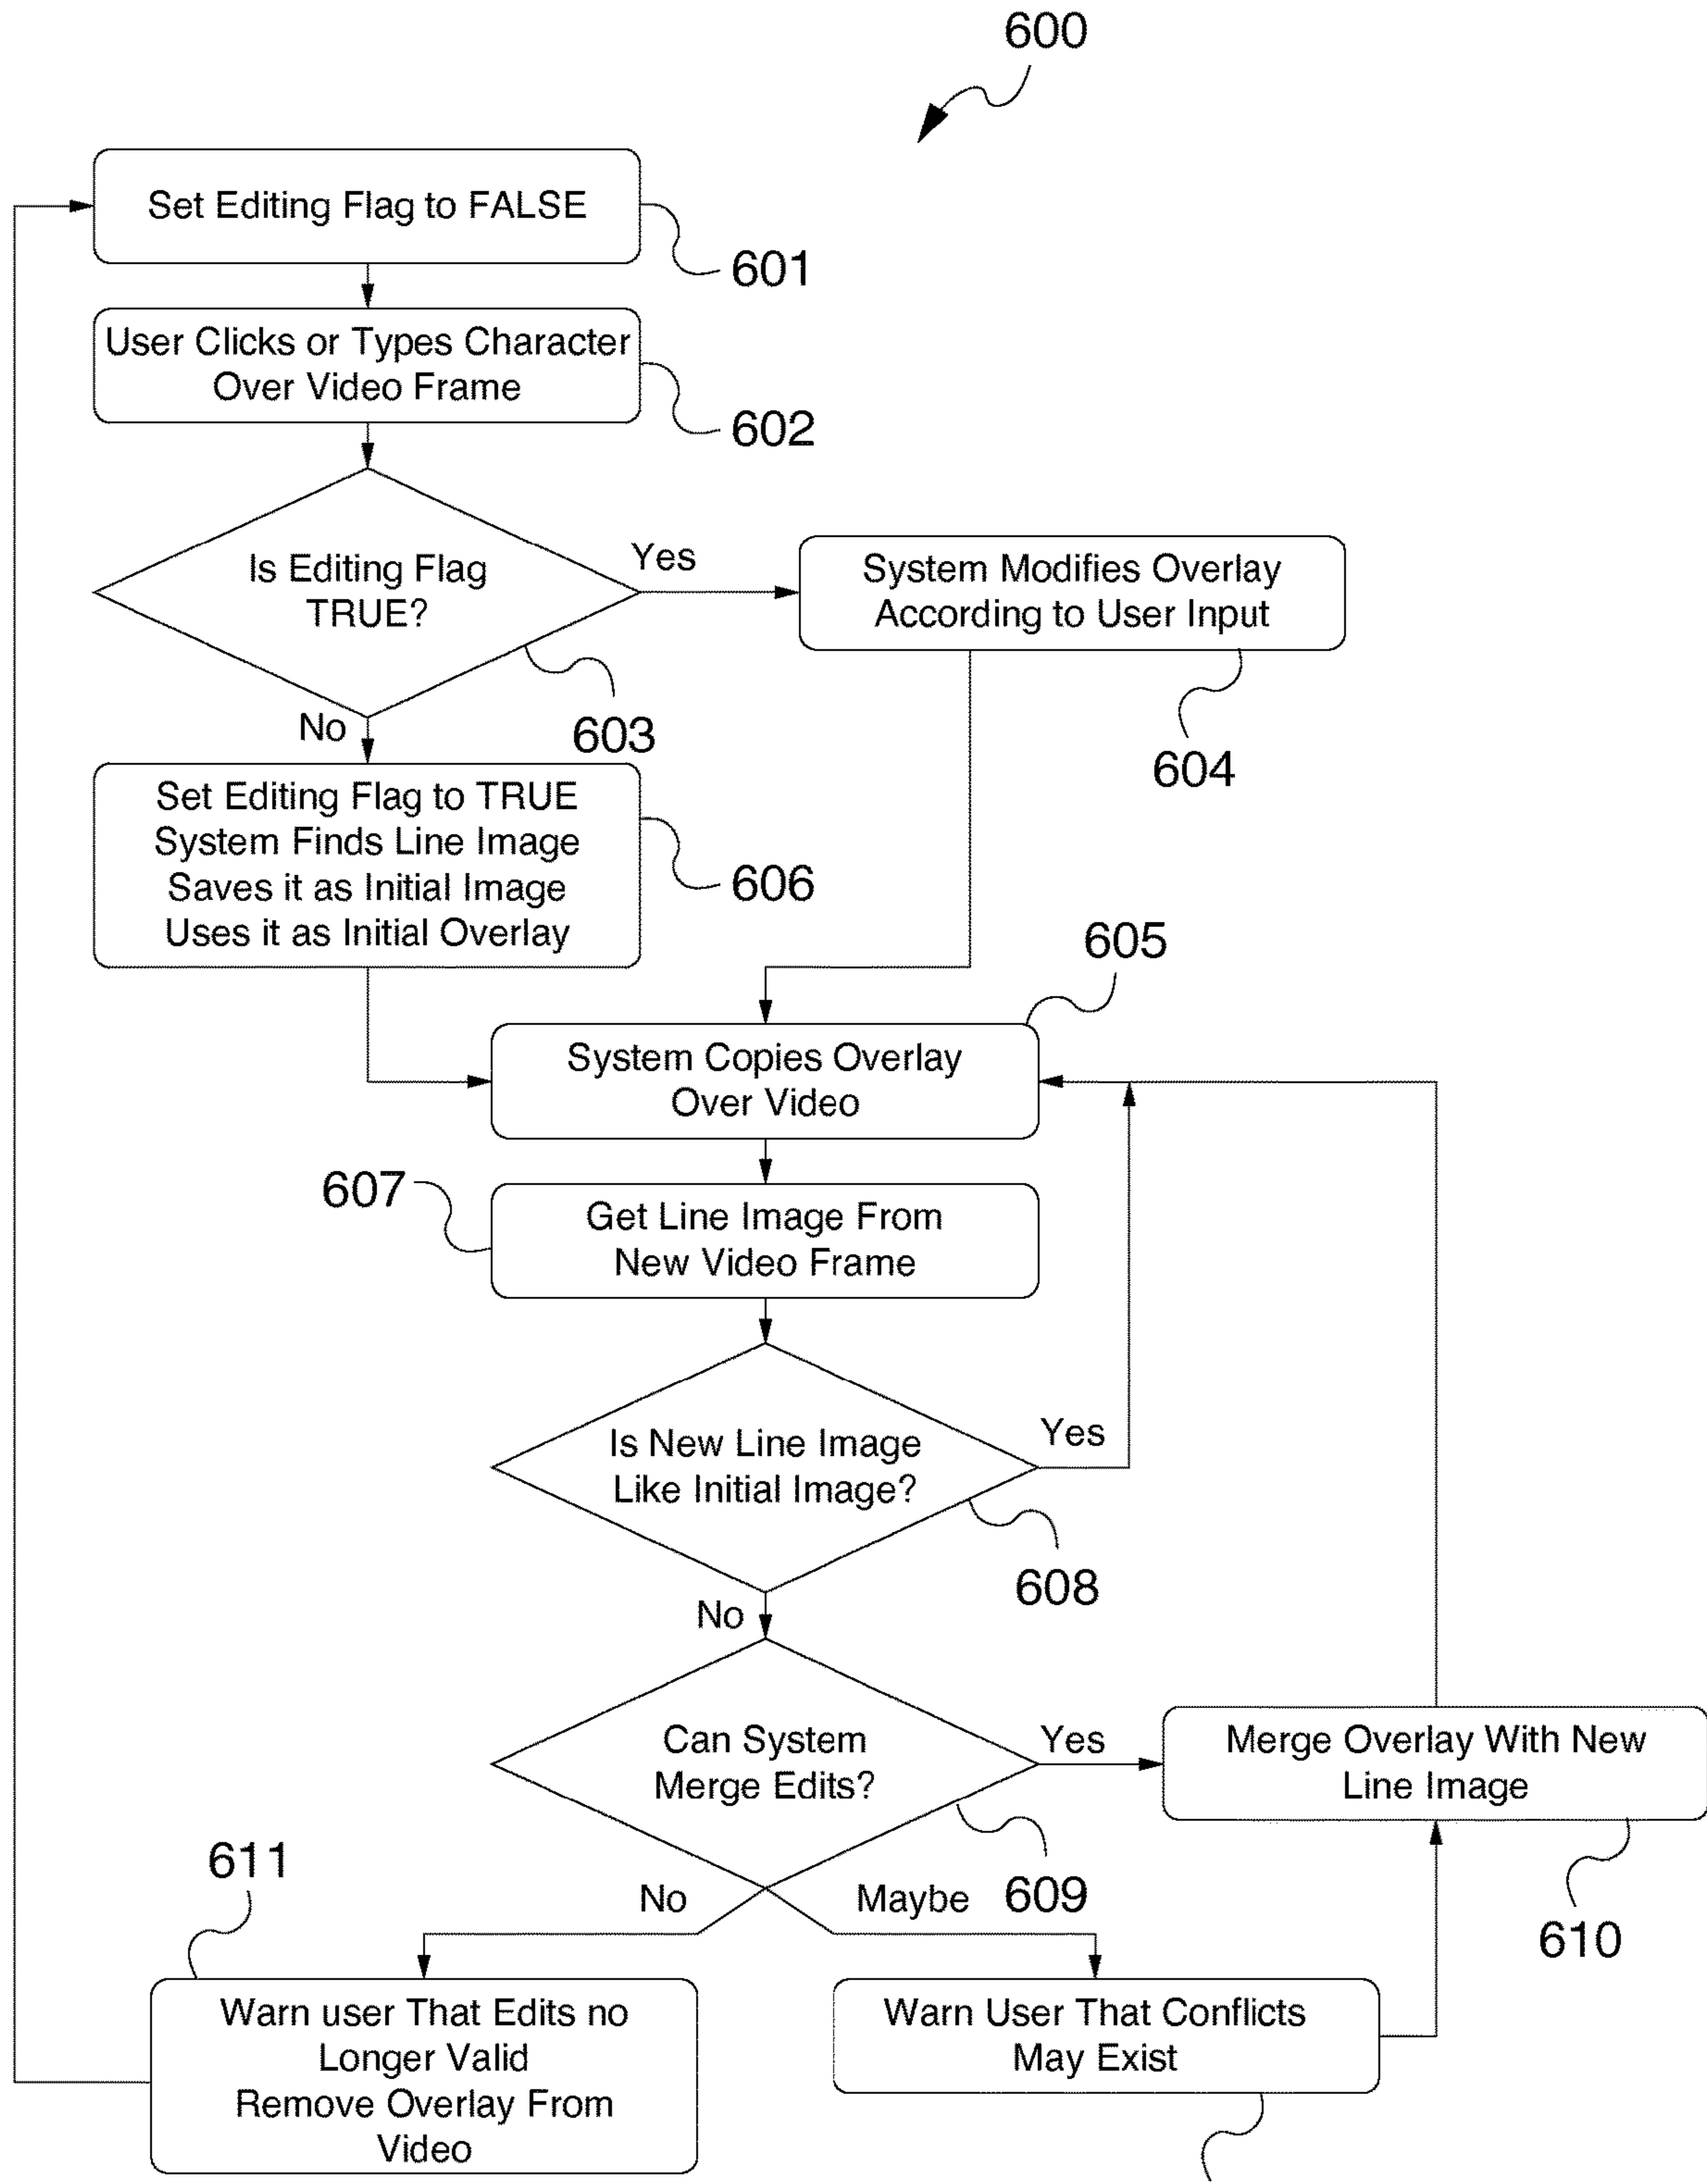 600
Set Editing Flag to FALSE
601
User Clicks or Types Character
Over Video Frame
602
Is Editing Flag
TRUE?
Yes
603
System Modifies Overlay
According to User Input
604
No
Set Editing Flag to TRUE
System Finds Line Image
Saves it as Initial Image
Uses it as Initial Overlay
606
605
System Copies Overlay
Over Video
607
Get Line Image From
New Video Frame
Is New Line Image
Like Initial Image?
Yes
608
No
Can System
Merge Edits?
Yes
609
Merge Overlay With New
Line Image
610
No
Maybe
611
Warn user That Edits no
Longer Valid
Remove Overlay From
Video
Warn User That Conflicts
May Exist